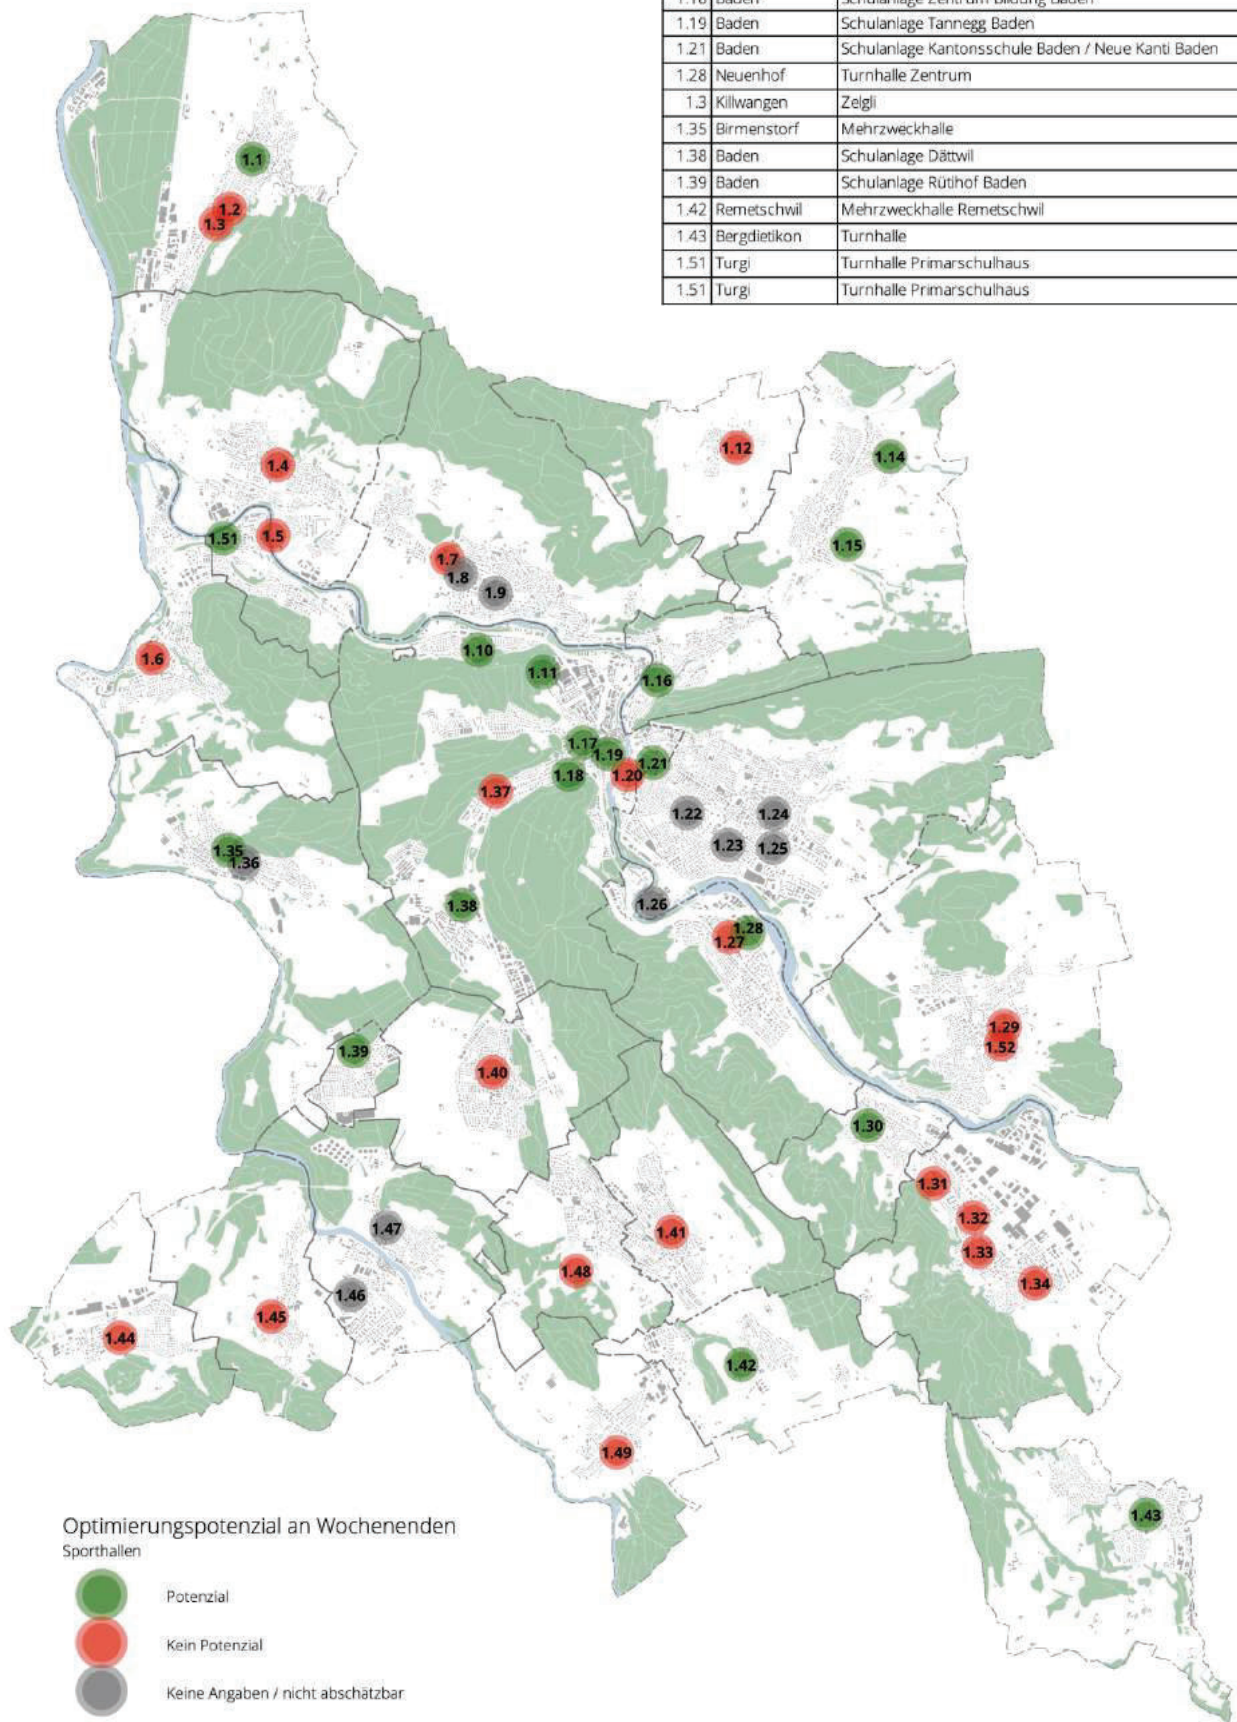 1.18 Baden Schulanlage Zentrum Bildung Baden
1.19 Baden Schulanlage Tannegg Baden
1.21 Baden Schulanlage Kantonsschule Baden / Neue Kanti Baden
1.28 Neuenhof Turnhalle Zentrum
1.3 Killwangen Zelgli
1.35 Birmenstorf Mehrzweckhalle
1.38 Baden Schulanlage Dättwil
1.39 Baden Schulanlage Rütihof Baden
1.42 Remetschwil Mehrzweckhalle Remetschwil
1.43 Bergdietikon Turnhalle
1.51 Turgi Turnhalle Primarschulhaus
1.51 Turgi Turnhalle Primarschulhaus
1.1
1.2
1.3
1.12
1.14
1.4
1.51
1.5
1.15
1.7
1.8
1.9
1.6
1.10
1.11
1.16
1.17
1.19
1.21
1.18
1.20
1.37
1.22
1.24
1.35
1.36
1.23
1.25
1.38
1.26
1.28
1.27
1.29
1.52
1.39
1.40
1.30
1.31
1.47
1.41
1.32
1.33
1.48
1.34
1.46
1.45
1.44
1.42
1.49
1.43
Optimierungspotenzial an Wochenenden
Sporthallen
Potenzial
Kein Potenzial
Keine Angaben / nicht abschätzbar